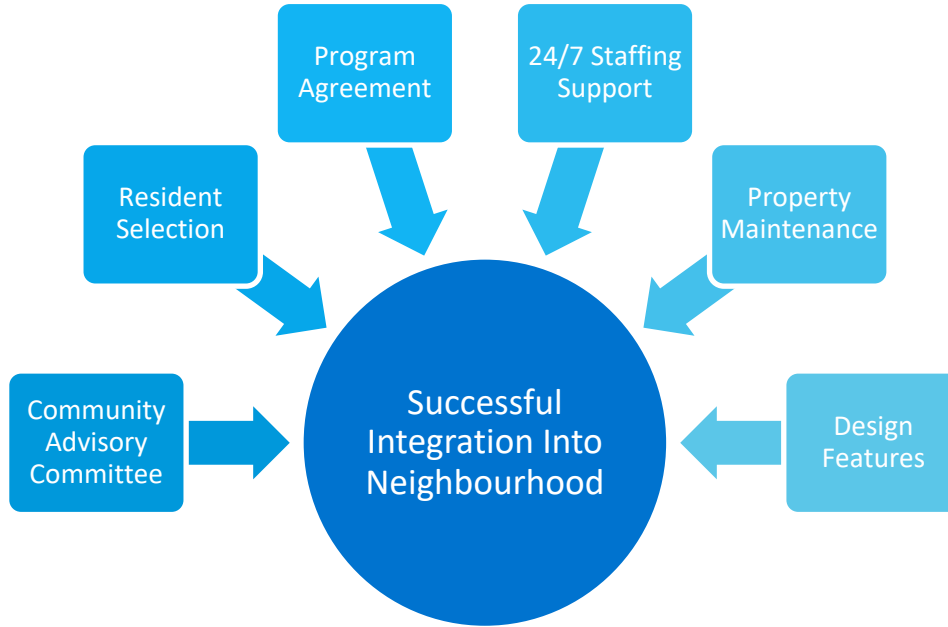 Program
Agreement
24/7 Staffing
Support
Resident
Selection
Property
Maintenance
Community
Advisory
Committee
Successful
Integration Into
Neighbourhood
Design
Features